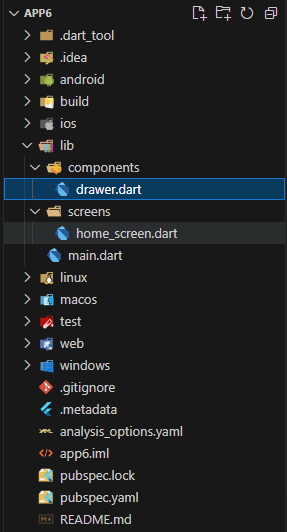 APP6
.dart_tool
.idea
android
build
ios
lib
components
drawer.dart
screens
home_screen.dart
main.dart
linux
macos
test
web
windows
.gitignore
.metadata
analysis_options.yaml
app6.iml
pubspec.lock
pubspec.yaml
README.md